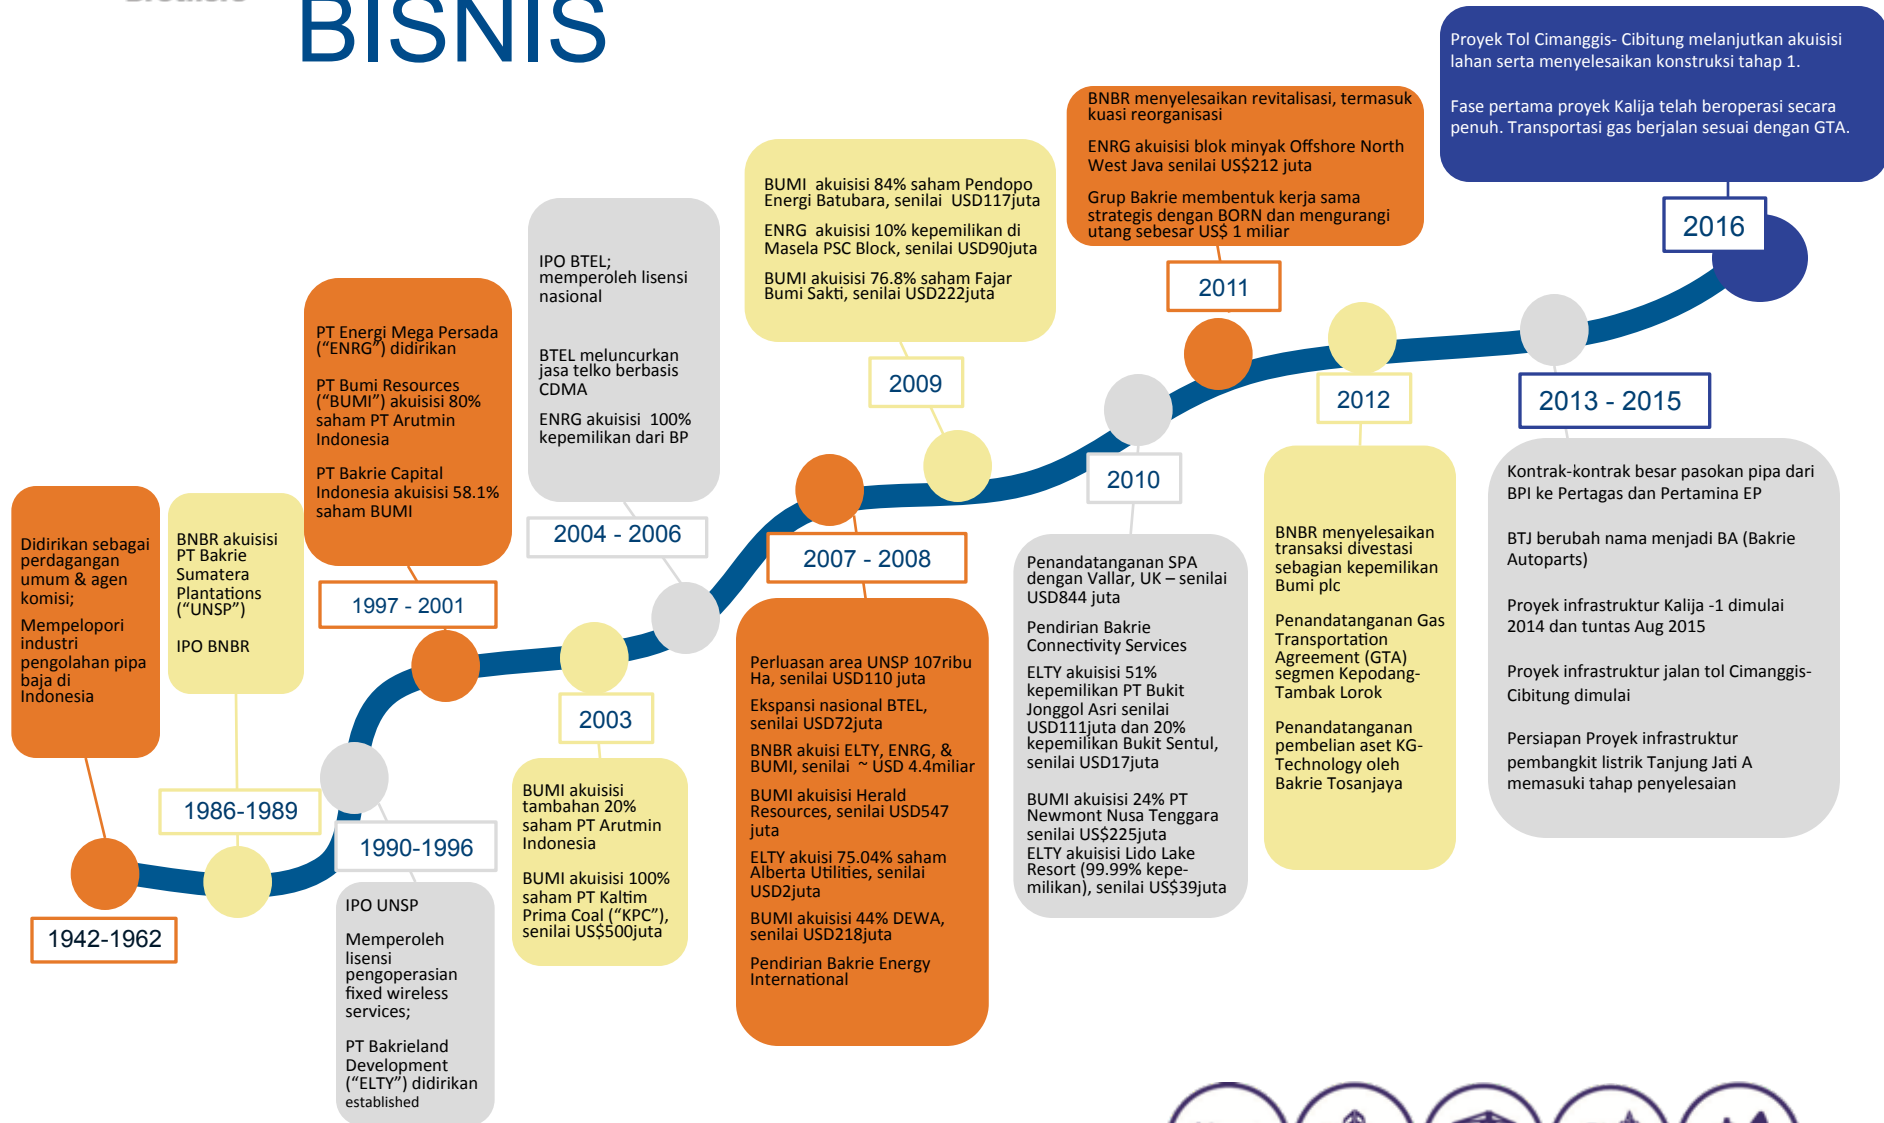 BISNIS
Didirikan sebagai
perdagangan
umum & agen
komisi;
Mempelopori
industri
pengolahan pipa
baja di
Indonesia
1942-1962
BNBR akuisisi
PT Bakrie
Sumatera
Plantations
(“UNSP”)
IPO BNBR
1986-1989
1990-1996
IPO UNSP
Memperoleh
lisensi
pengoperasian
fixed wireless
services;
PT Bakrieland
Development
(“ELTY”) didirikan
established
PT Energi Mega Persada
(“ENRG”) didirikan
PT Bumi Resources
(“BUMI”) akuisisi 80%
saham PT Arutmin
Indonesia
PT Bakrie Capital
Indonesia akuisisi 58.1%
saham BUMI
1997 - 2001
2003
BUMI akuisisi
tambahan 20%
saham PT Arutmin
Indonesia
BUMI akuisisi 100%
saham PT Kaltim
Prima Coal (“KPC”),
senilai US$500juta
IPO BTEL;
memperoleh lisensi
nasional
BTEL meluncurkan
jasa telko berbasis
CDMA
ENRG akuisisi 100%
kepemilikan dari BP
2004 - 2006
2007 - 2008
Perluasan area UNSP 107ribu
Ha, senilai USD110 juta
Ekspansi nasional BTEL,
senilai USD72juta
BNBR akuisi ELTY, ENRG, &
BUMI, senilai ~ USD 4.4miliar
BUMI akuisisi Herald
Resources, senilai USD547
juta
ELTY akuisi 75.04% saham
Alberta Utilities, senilai
USD2juta
BUMI akuisisi 44% DEWA,
senilai USD218juta
Pendirian Bakrie Energy
International
BUMI akuisisi 84% saham Pendopo
Energi Batubara, senilai USD117juta
ENRG akuisisi 10% kepemilikan di
Masela PSC Block, senilai USD90juta
BUMI akuisisi 76.8% saham Fajar
Bumi Sakti, senilai USD222juta
2009
2010
Penandatanganan SPA
dengan Vallar, UK – senilai
USD844 juta
Pendirian Bakrie
Connectivity Services
ELTY akuisisi 51%
kepemilikan PT Bukit
Jonggol Asri senilai
USD111juta dan 20%
kepemilikan Bukit Sentul,
senilai USD17juta
BUMI akuisisi 24% PT
Newmont Nusa Tenggara
senilai US$225juta
ELTY akuisisi Lido Lake
Resort (99.99% kepe-
milikan), senilai US$39juta
BNBR menyelesaikan revitalisasi, termasuk
kuasi reorganisasi
ENRG akuisisi blok minyak Offshore North
West Java senilai US$212 juta
Grup Bakrie membentuk kerja sama
strategis dengan BORN dan mengurangi
utang sebesar US$ 1 miliar
2011
2012
BNBR menyelesaikan
transaksi divestasi
sebagian kepemilikan
Bumi plc
Penandatanganan Gas
Transportation
Agreement (GTA)
segmen Kepodang-
Tambak Lorok
Penandatanganan
pembelian aset KG-
Technology oleh
Bakrie Tosanjaya
2013 - 2015
Kontrak-kontrak besar pasokan pipa dari
BPI ke Pertagas dan Pertamina EP
BTJ berubah nama menjadi BA (Bakrie
Autoparts)
Proyek infrastruktur Kalija -1 dimulai
2014 dan tuntas Aug 2015
Proyek infrastruktur jalan tol Cimanggis-
Cibitung dimulai
Persiapan Proyek infrastruktur
pembangkit listrik Tanjung Jati A
memasuki tahap penyelesaian
Proyek Tol Cimanggis- Cibitung melanjutkan akuisisi
lahan serta menyelesaikan konstruksi tahap 1.
Fase pertama proyek Kalija telah beroperasi secara
penuh. Transportasi gas berjalan sesuai dengan GTA.
2016